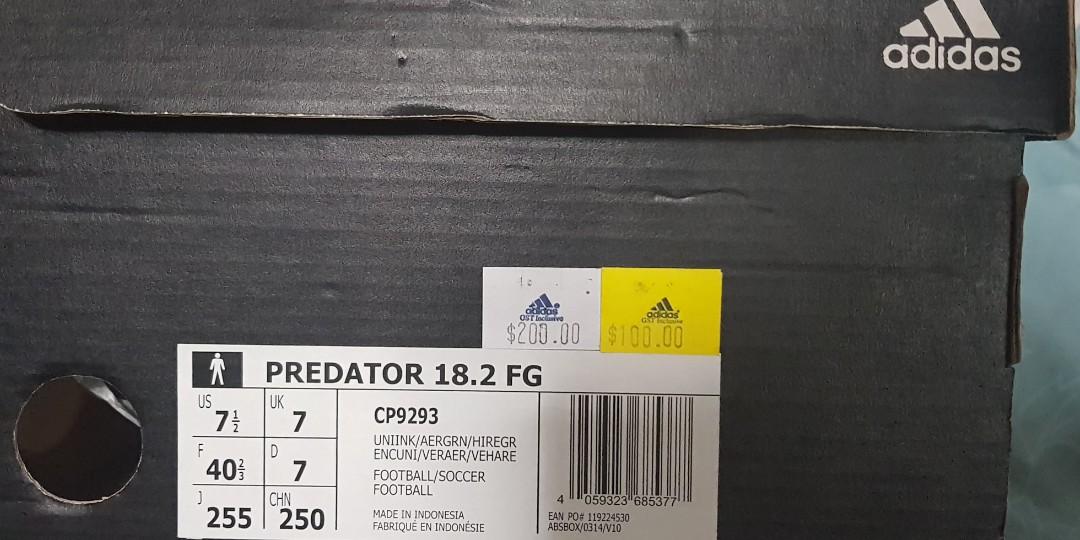 adidas
adidas
GST Inclusive
$200.00
adidas
GST Inclusive
$100.00
PREDATOR 18.2 FG
US 7½
UK 7
F 40⅔
D 7
J 255
CHN 250
CP9293
UNIINK/AERGRN/HIREGR
ENCUNI/VERAER/VEHARE
FOOTBALL/SOCCER
FOOTBALL
MADE IN INDONESIA
FABRIQUÉ EN INDONÉSIE
4 059323 685377
EAN PO# 119224530
ABSBOX/0314/V10